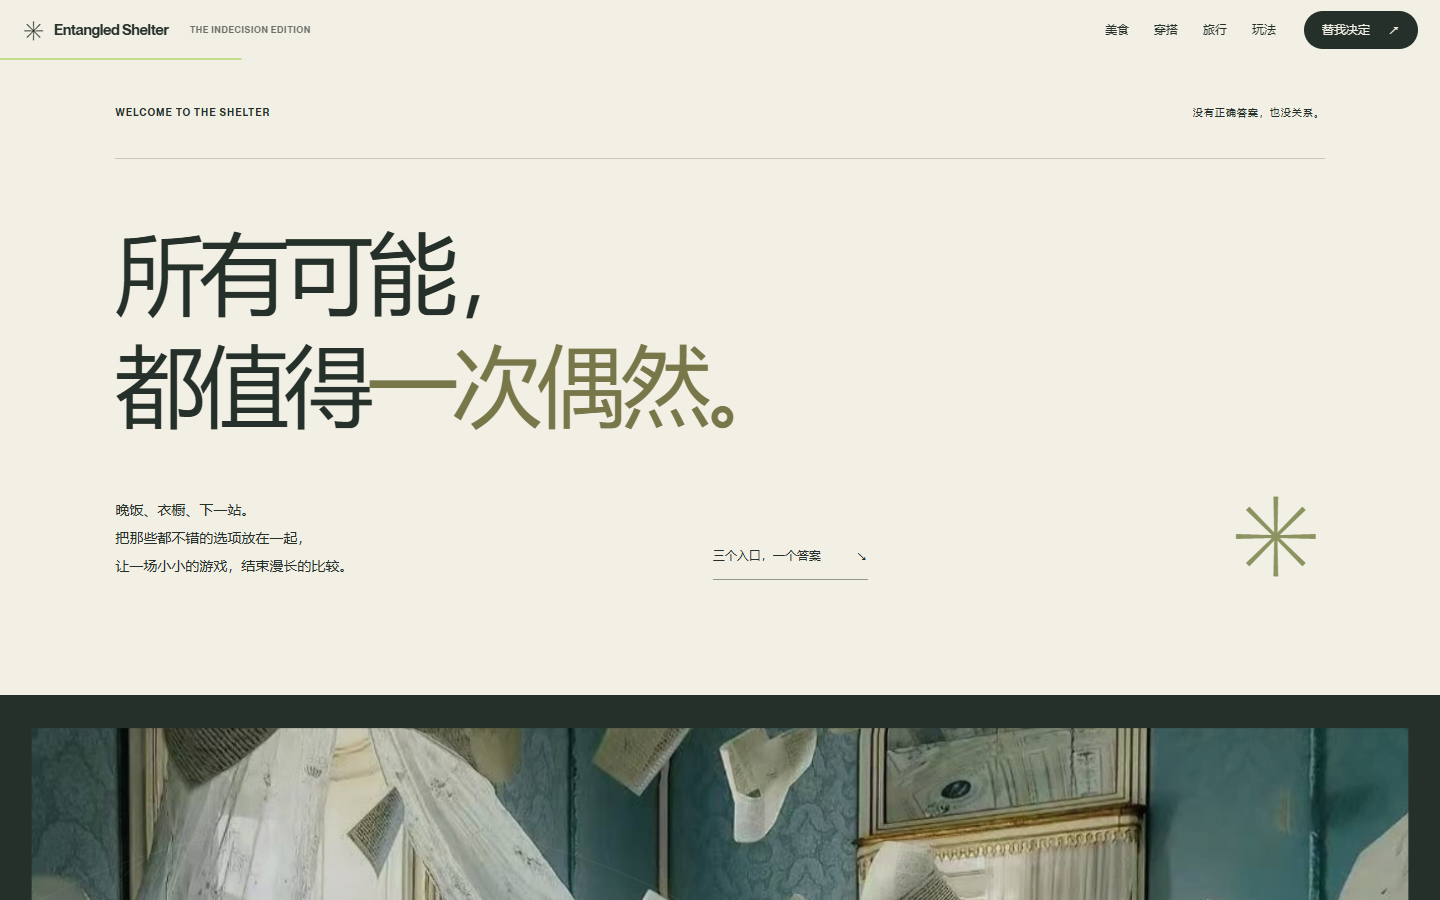 Entangled Shelter
THE INDECISION EDITION
美食
穿搭
旅行
玩法
替我决定 ↗
WELCOME TO THE SHELTER
没有正确答案，也没关系。
所有可能，
都值得一次偶然。
晚饭、衣橱、下一站。
把那些都不错的选项放在一起，
让一场小小的游戏，结束漫长的比较。
三个入口，一个答案 ↘